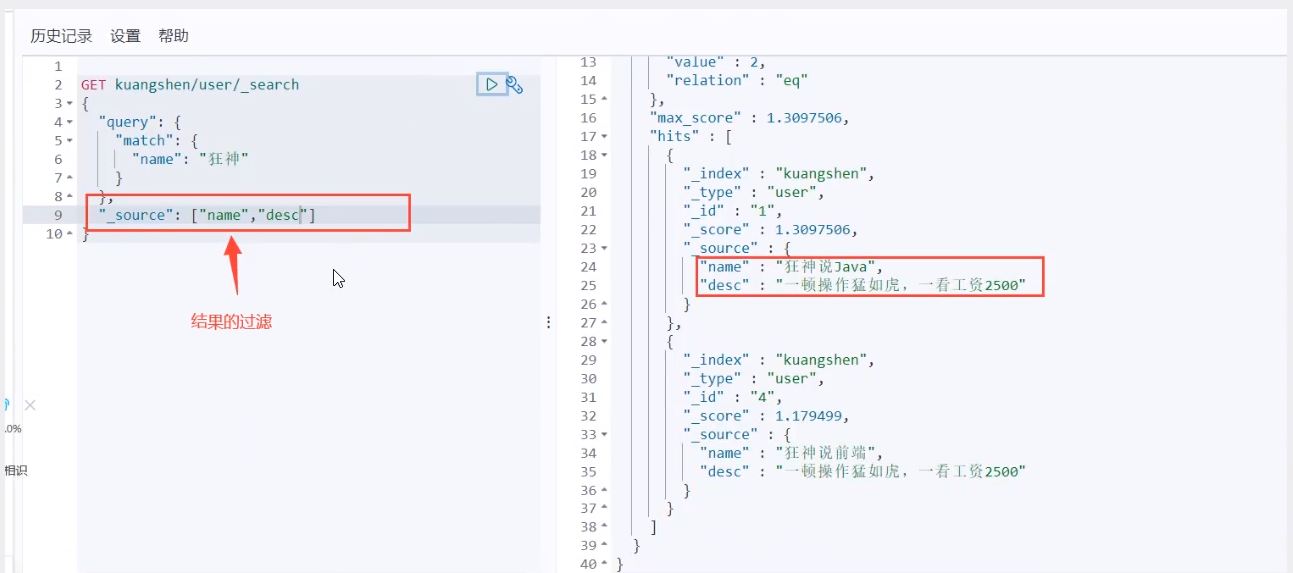 历史记录 设置 帮助
1
2 GET kuangshen/user/_search
3 {
4 "query": {
5 "match": {
6 "name": "狂神"
7 }
8 },
9 "_source": ["name","desc"]
10 }
结果的过滤
.0%
相识
13 "value" : 2,
14 "relation" : "eq"
15 },
16 "max_score" : 1.3097506,
17 "hits" : [
18 {
19 "_index" : "kuangshen",
20 "_type" : "user",
21 "_id" : "1",
22 "_score" : 1.3097506,
23 "_source" : {
24 "name" : "狂神说Java",
25 "desc" : "一顿操作猛如虎，一看工资2500"
26 }
27 },
28 {
29 "_index" : "kuangshen",
30 "_type" : "user",
31 "_id" : "4",
32 "_score" : 1.179499,
33 "_source" : {
34 "name" : "狂神说前端",
35 "desc" : "一顿操作猛如虎，一看工资2500"
36 }
37 }
38 ]
39 }
40 }